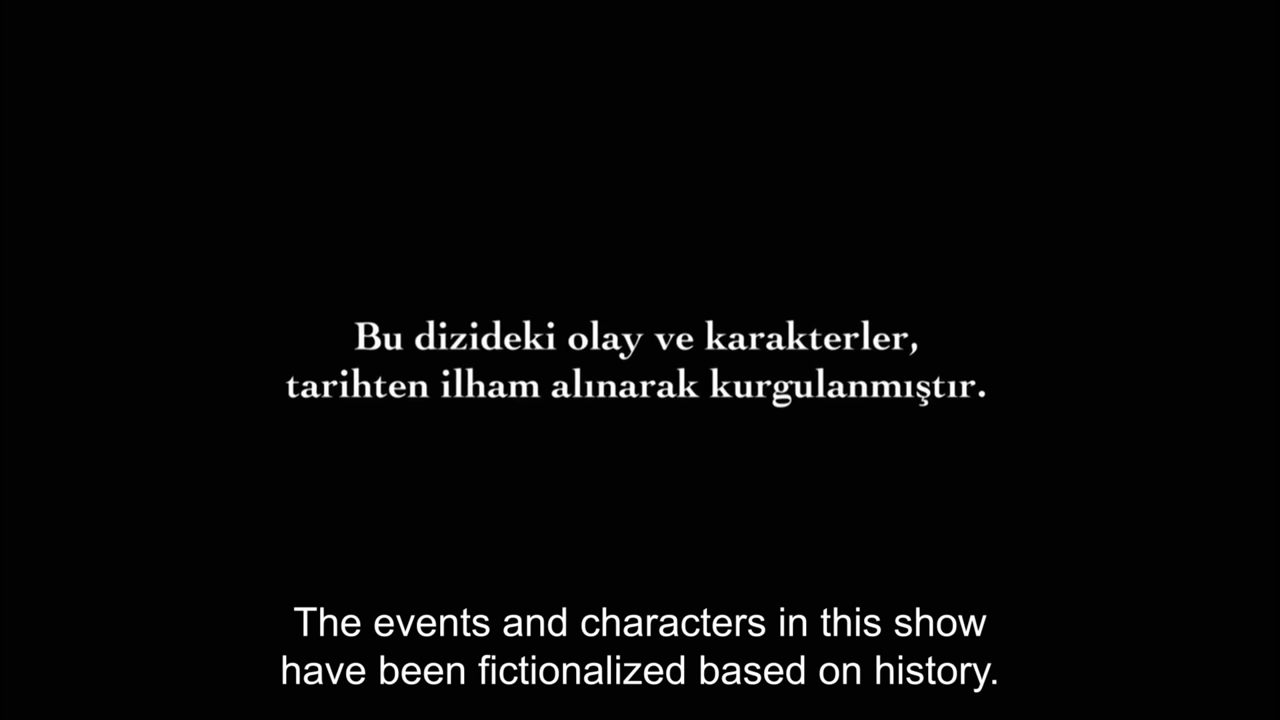 Bu dizideki olay ve karakterler,
tarihten ilham alınarak kurgulanmıştır.
The events and characters in this show
have been fictionalized based on history.